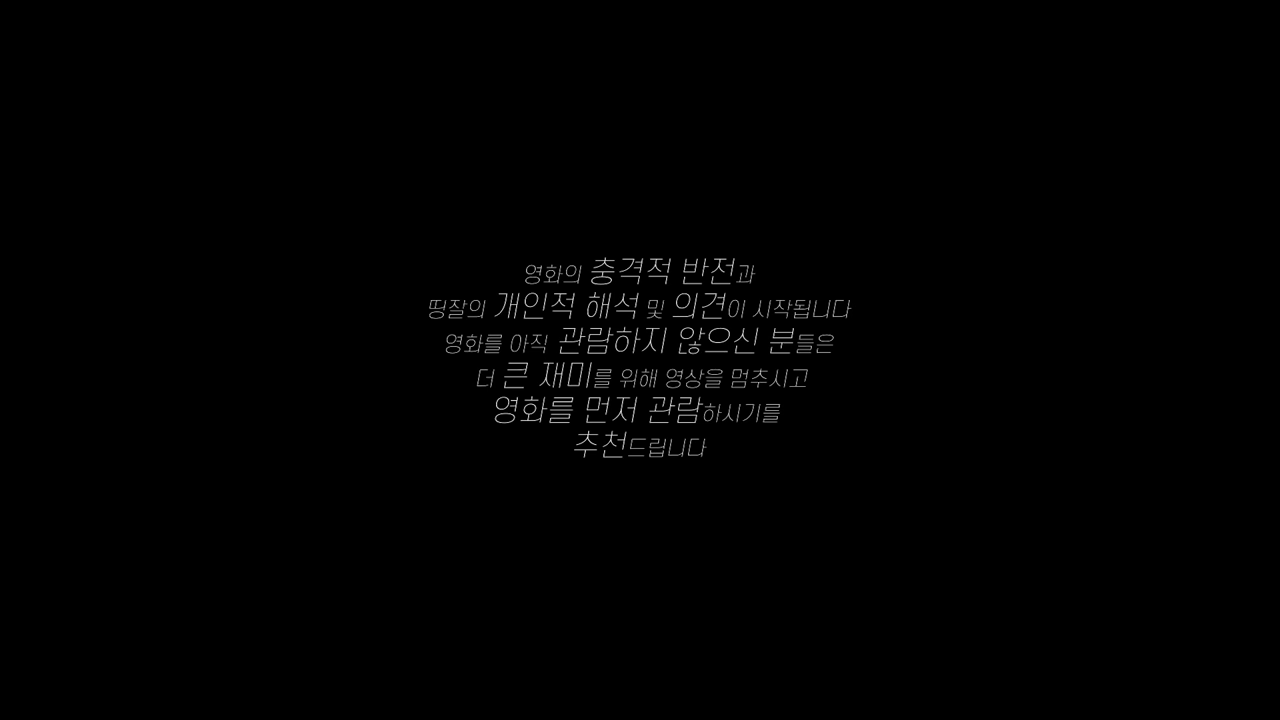 영화의 충격적 반전과
띵잘의 개인적 해석 및 의견이 시작됩니다
영화를 아직 관람하지 않으신 분들은
더 큰 재미를 위해 영상을 멈추시고
영화를 먼저 관람하시기를
추천드립니다